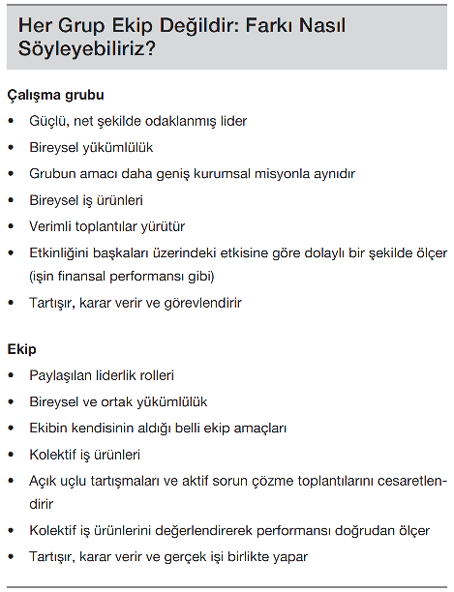 Her Grup Ekip Değildir: Farkı Nasıl
Söyleyebiliriz?
Çalışma grubu
• Güçlü, net şekilde odaklanmış lider
• Bireysel yükümlülük
• Grubun amacı daha geniş kurumsal misyonla aynıdır
• Bireysel iş ürünleri
• Verimli toplantılar yürütür
• Etkinliğini başkaları üzerindeki etkisine göre dolaylı bir şekilde ölçer
(işin finansal performansı gibi)
• Tartışır, karar verir ve görevlendirir
Ekip
• Paylaşılan liderlik rolleri
• Bireysel ve ortak yükümlülük
• Ekibin kendisinin aldığı belli ekip amaçları
• Kolektif iş ürünleri
• Açık uçlu tartışmaları ve aktif sorun çözme toplantılarını cesaretlen-
dirir
• Kolektif iş ürünlerini değerlendirerek performansı doğrudan ölçer
• Tartışır, karar verir ve gerçek işi birlikte yapar